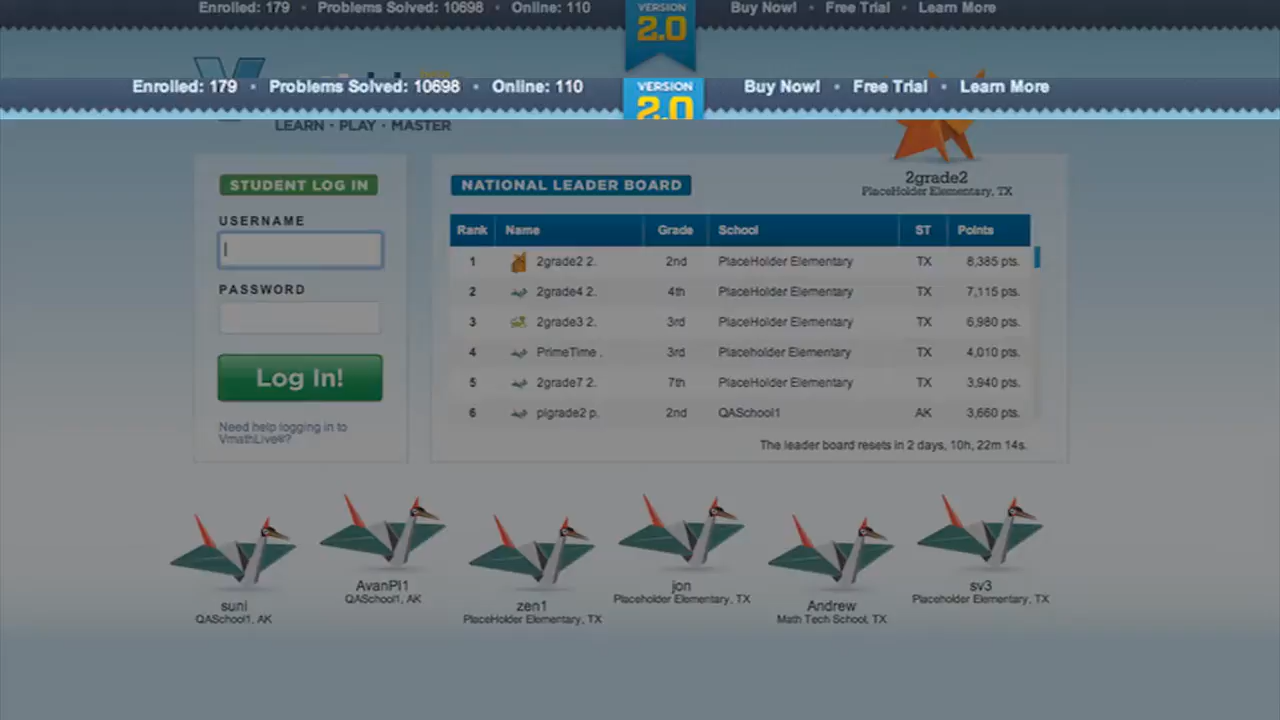 Enrolled: 179 • Problems Solved: 10698 • Online: 110 VERSION 2.0 Buy Now! • Free Trial • Learn More
Enrolled: 179 • Problems Solved: 10698 • Online: 110 VERSION 2.0 Buy Now! • Free Trial • Learn More
LEARN · PLAY · MASTER
2grade2
PlaceHolder Elementary, TX
STUDENT LOG IN
USERNAME
PASSWORD
Log In!
Need help logging in to
VmathLive®?
NATIONAL LEADER BOARD
Rank Name Grade School ST Points
1 2grade2 2. 2nd PlaceHolder Elementary TX 8,385 pts.
2 2grade4 2. 4th PlaceHolder Elementary TX 7,115 pts.
3 2grade3 2. 3rd PlaceHolder Elementary TX 6,980 pts.
4 PrimeTime . 3rd Placeholder Elementary TX 4,010 pts.
5 2grade7 2. 7th PlaceHolder Elementary TX 3,940 pts.
6 plgrade2 p. 2nd QASchool1 AK 3,660 pts.
The leader board resets in 2 days, 10h, 22m 14s.
suni
QASchool1, AK
AvanPl1
QASchool1, AK
zen1
PlaceHolder Elementary, TX
jon
Placeholder Elementary, TX
Andrew
Math Tech School, TX
sv3
Placeholder Elementary, TX